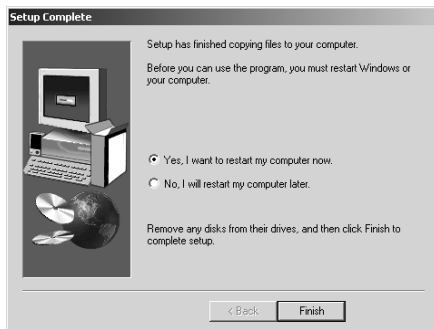 Setup Complete
Setup has finished copying files to your computer.
Before you can use the program, you must restart Windows or
your computer.
Yes, I want to restart my computer now.
No, I will restart my computer later.
Remove any disks from their drives, and then click Finish to
complete setup.
< Back
Finish